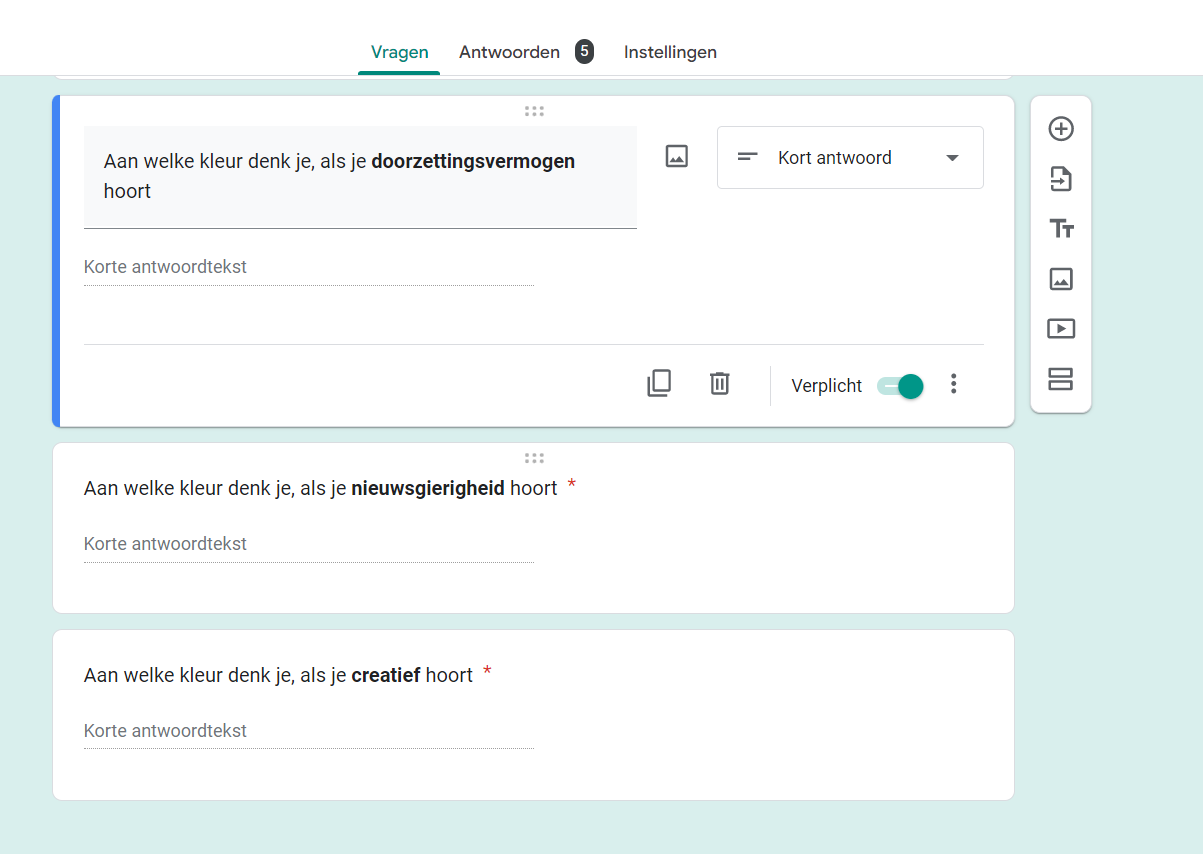 Vragen Antwoorden 5 Instellingen
Aan welke kleur denk je, als je doorzettingsvermogen
hoort
Kort antwoord
Korte antwoordtekst
Verplicht
Aan welke kleur denk je, als je nieuwsgierigheid hoort *
Korte antwoordtekst
Aan welke kleur denk je, als je creatief hoort *
Korte antwoordtekst